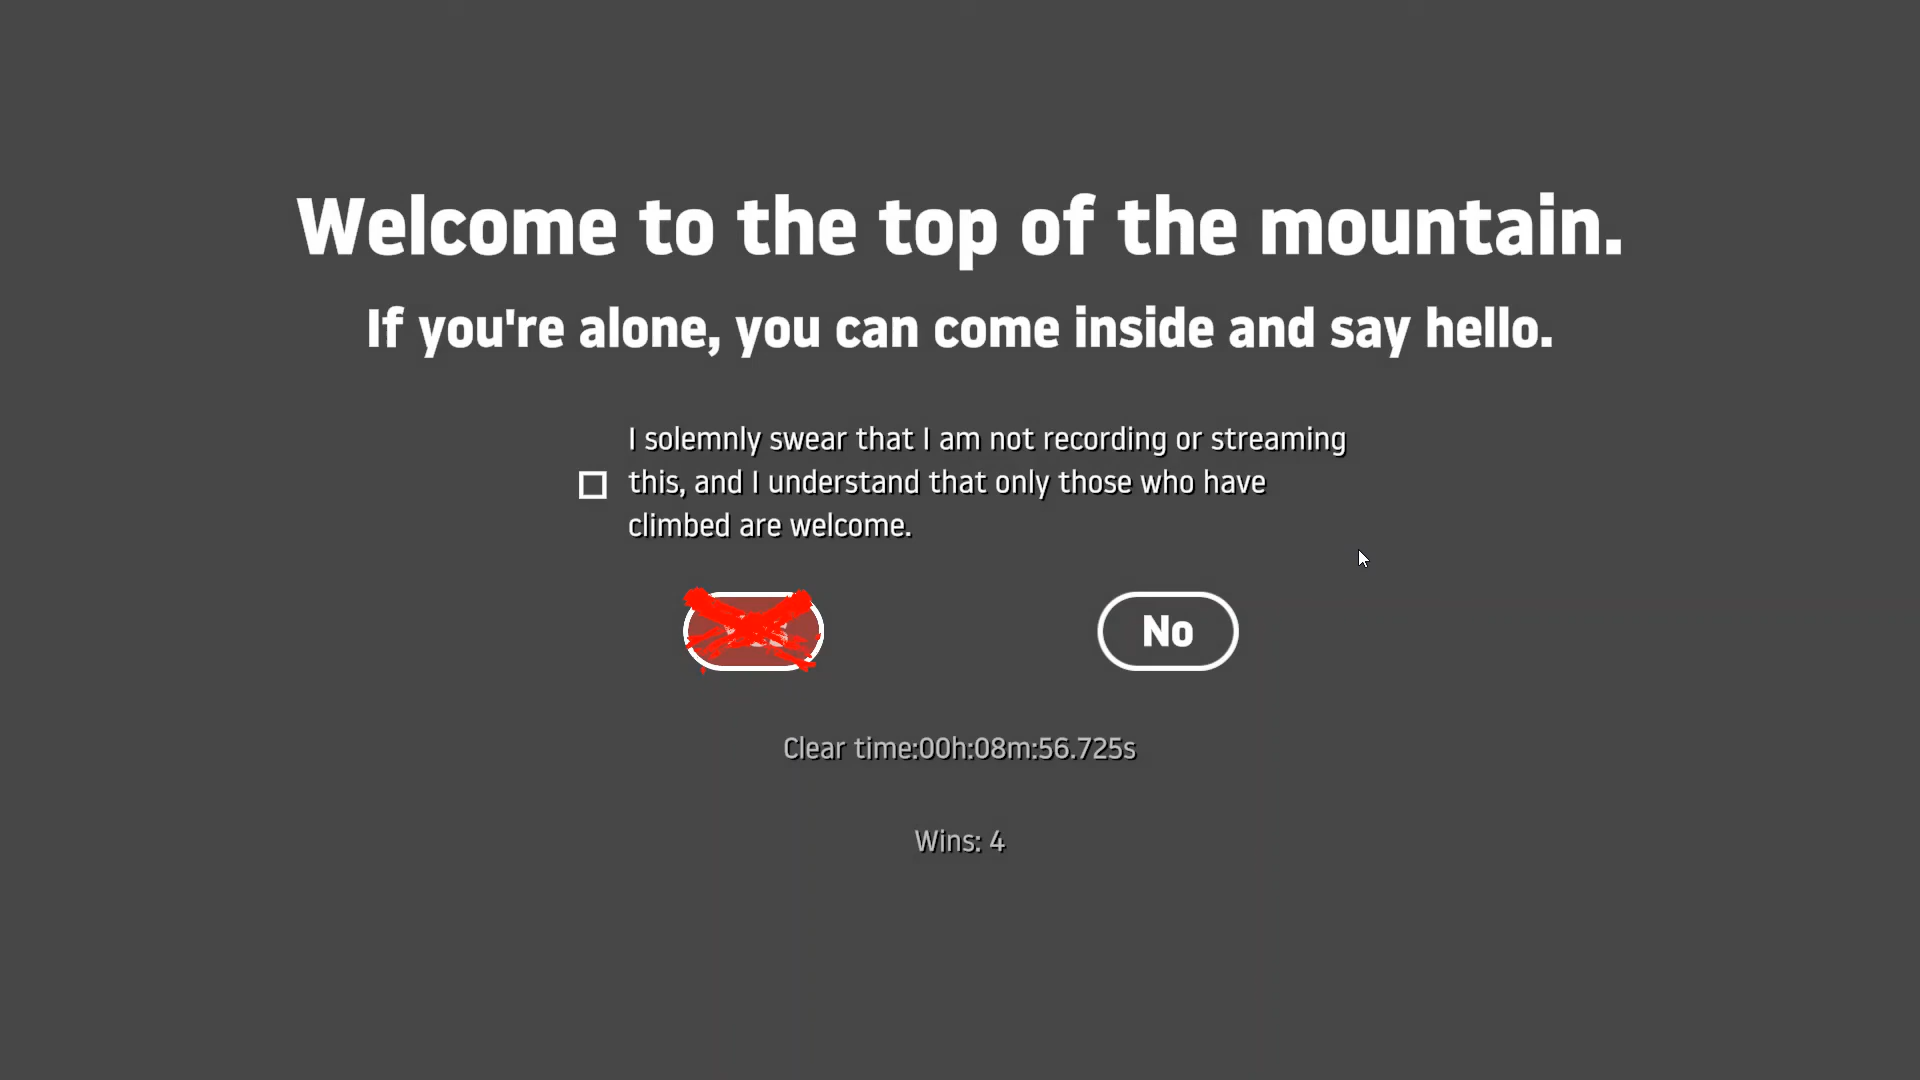 Welcome to the top of the mountain.
If you're alone, you can come inside and say hello.
I solemnly swear that I am not recording or streaming
this, and I understand that only those who have
climbed are welcome.
No
Clear time:00h:08m:56.725s
Wins: 4